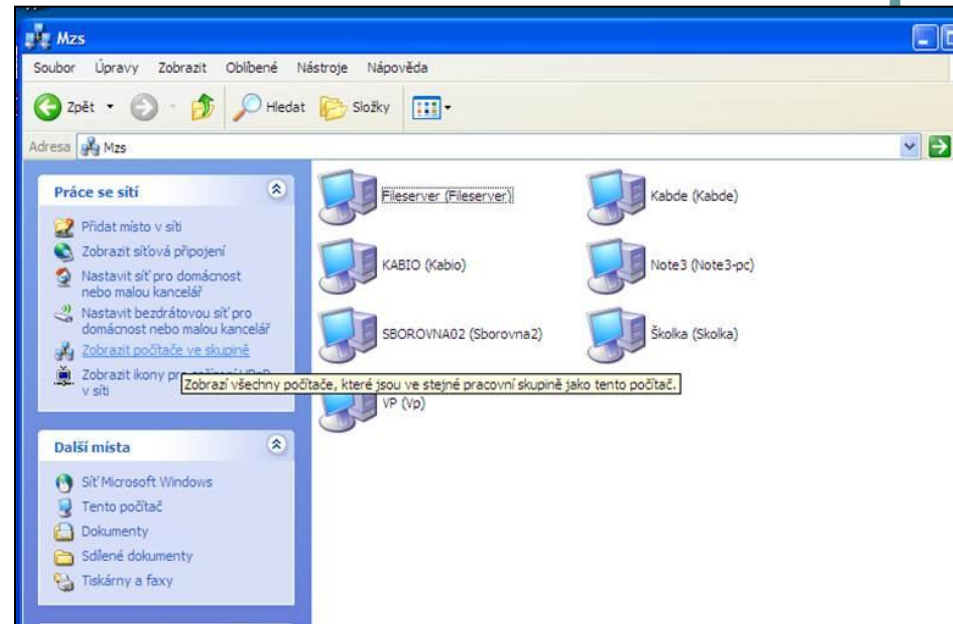 Mzs
Soubor Úpravy Zobrazit Oblíbené Nástroje Nápověda
Zpět Hledat Složky
Adresa Mzs
Práce se sítí
Přidat místo v síti
Zobrazit síťová připojení
Nastavit síť pro domácnost
nebo malou kancelář
Nastavit bezdrátovou síť pro
domácnost nebo malou kancelář
Zobrazit počítače ve skupině
Zobrazit ikony pro
v síti
Zobrazí všechny počítače, které jsou ve stejné pracovní skupině jako tento počítač.
Další místa
Síť Microsoft Windows
Tento počítač
Dokumenty
Sdílené dokumenty
Tiskárny a faxy
Fileserver (Fileserver)
Kabde (Kabde)
KABIO (Kabio)
Note3 (Note3-pc)
SBOROVNA02 (Sborovna2)
Školka (Skolka)
VP (Vp)